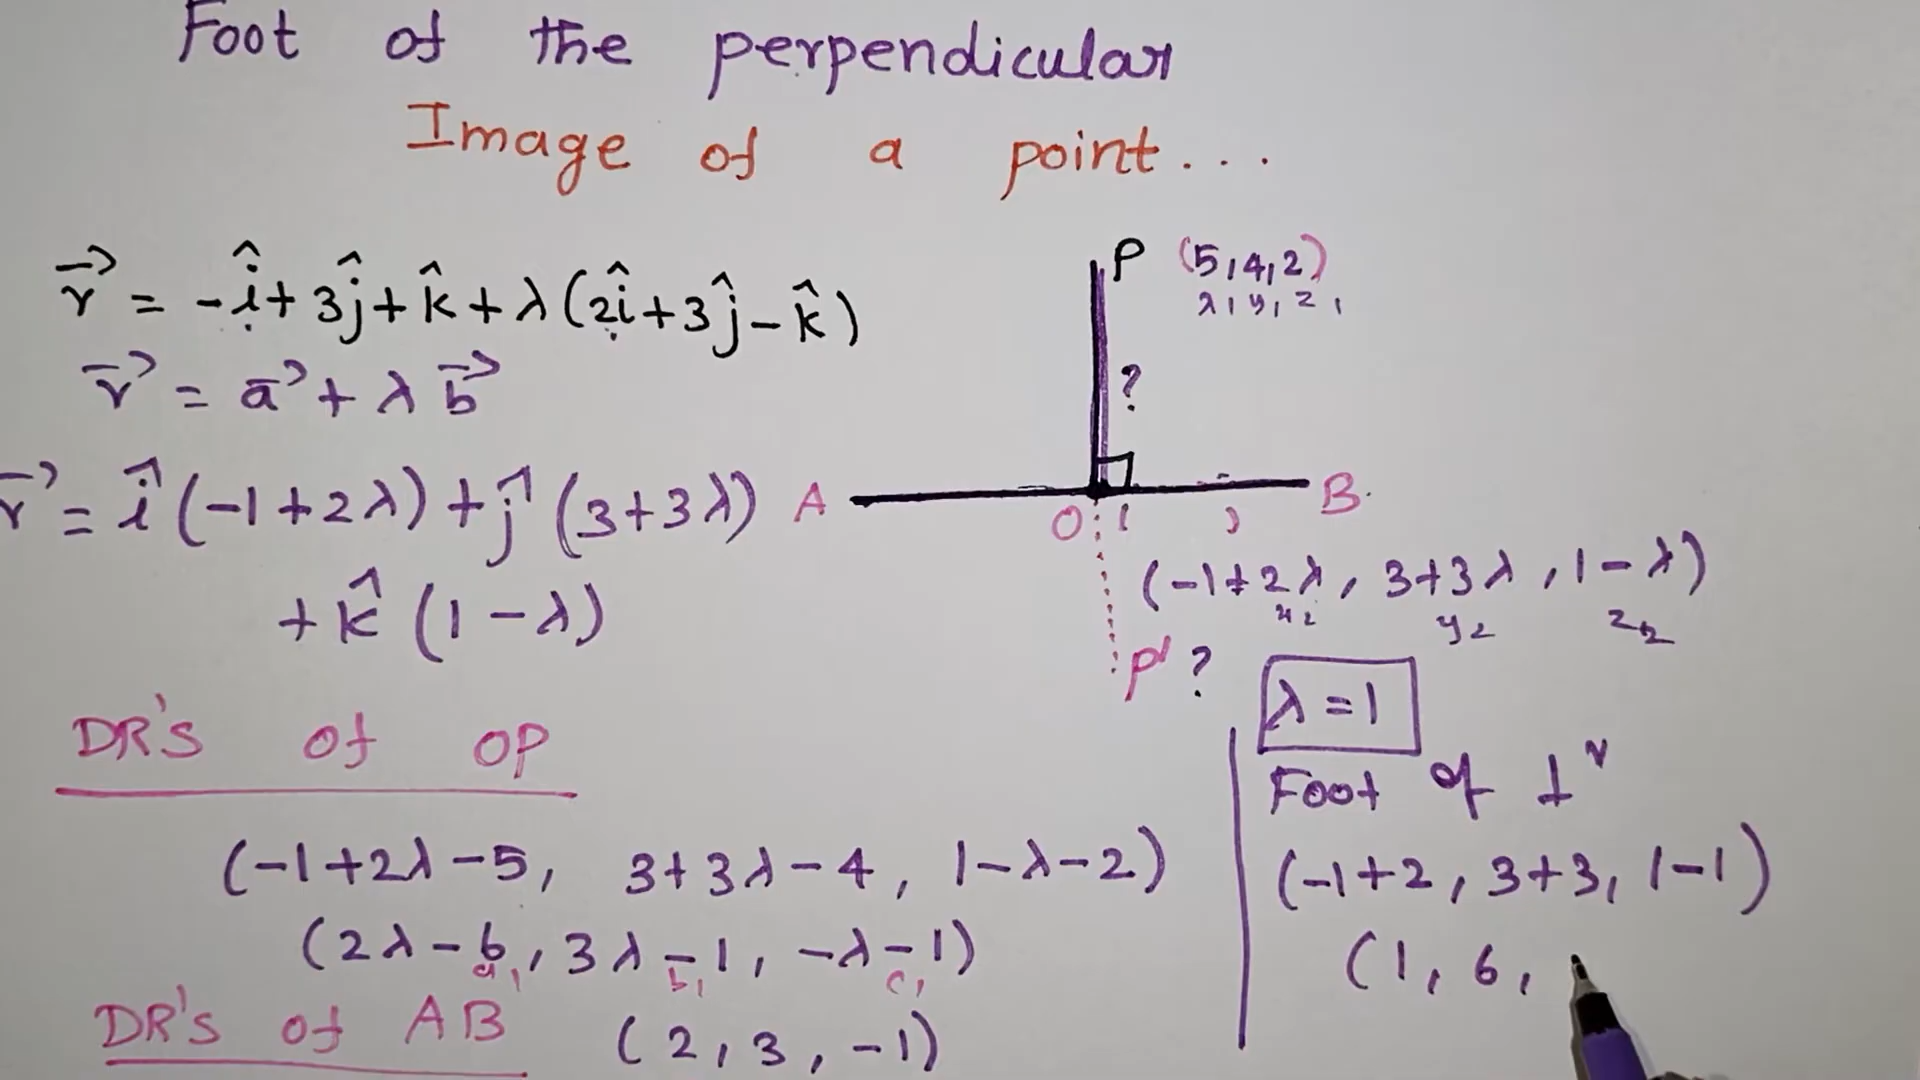 Foot of the perpendicular
Image of a point...
r⃗ = -î + 3ĵ + k̂ + λ(2î + 3ĵ - k̂)
r⃗ = a⃗ + λ b⃗
r⃗ = î (-1+2λ) + ĵ (3+3λ)
+ k̂ (1-λ)
P (5,4,2)
x₁ y₁ z₁
?
A O B
(-1+2λ, 3+3λ, 1-λ)
x₂ y₂ z₂
P' ?
DR's of OP
(-1+2λ-5, 3+3λ-4, 1-λ-2)
(2λ-6, 3λ-1, -λ-1)
a₁ b₁ c₁
DR's of AB (2,3,-1)
λ=1
Foot of ⊥r
(-1+2, 3+3, 1-1)
(1, 6,